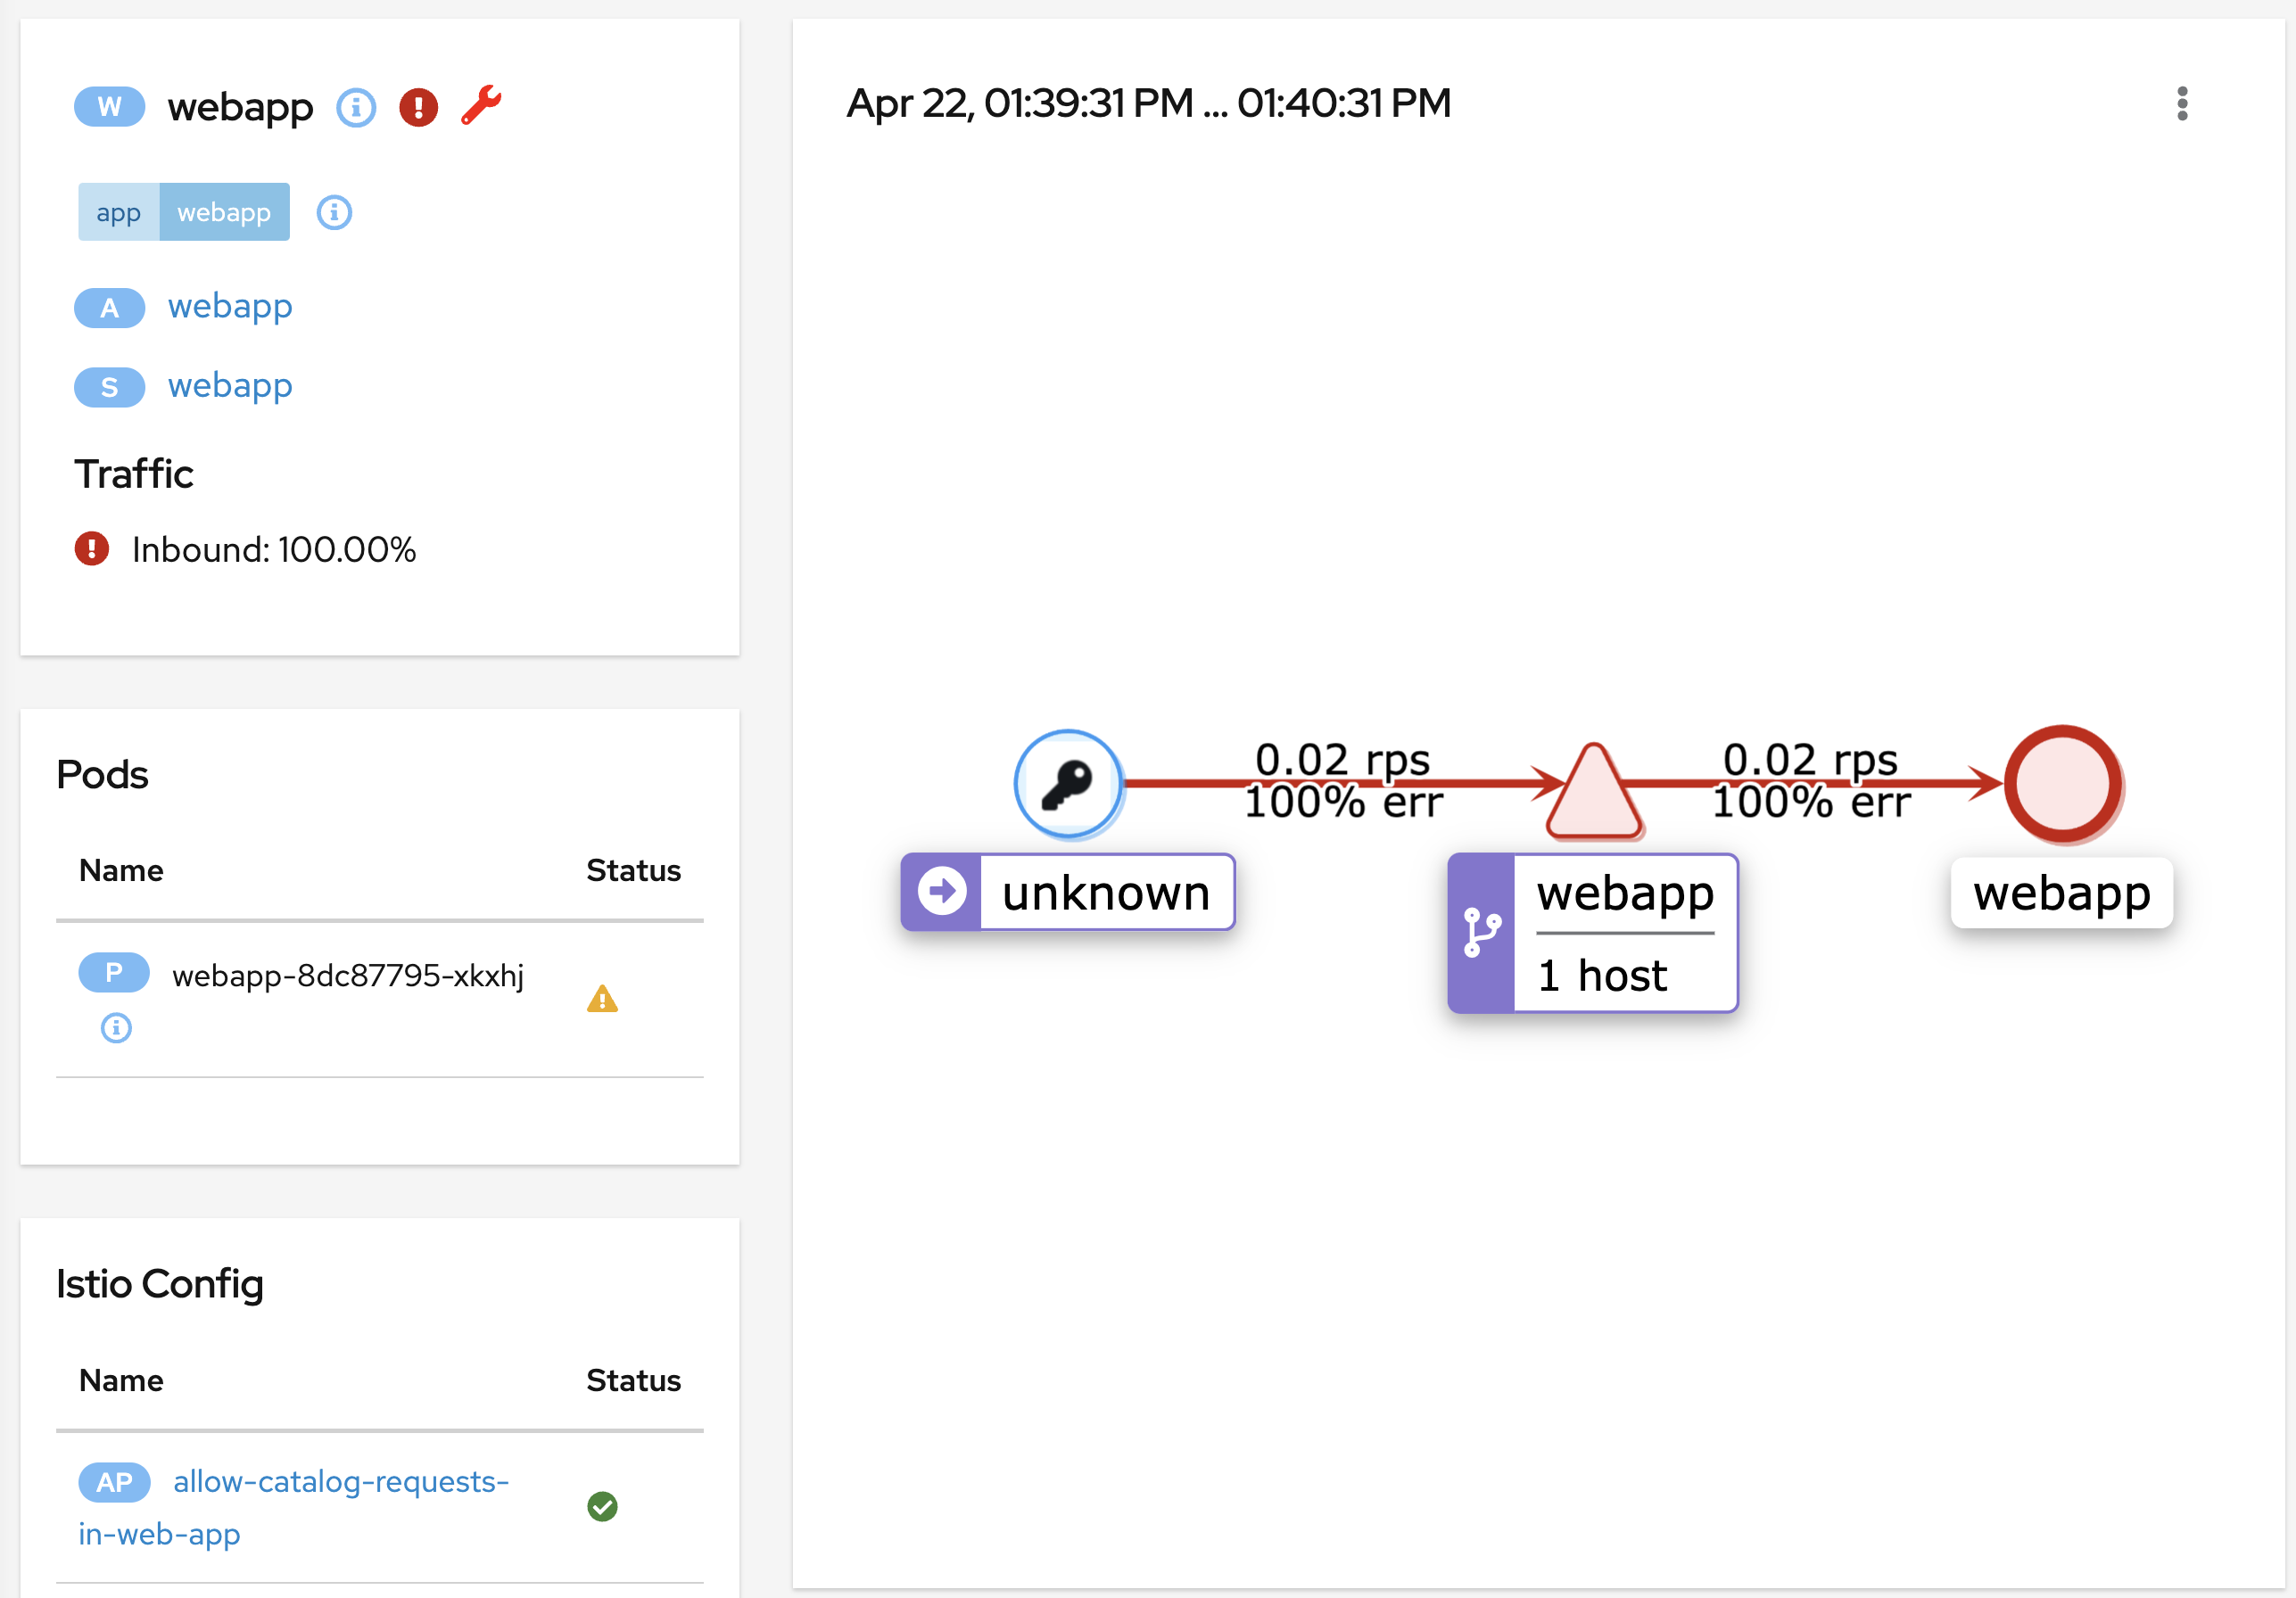 W webapp
app webapp
A webapp
S webapp
Traffic
Inbound: 100.00%
Pods
Name Status
P webapp-8dc87795-xkxhj
Istio Config
Name Status
AP allow-catalog-requests-
in-web-app
Apr 22, 01:39:31 PM ... 01:40:31 PM
0.02 rps
100% err
0.02 rps
100% err
unknown
webapp
1 host
webapp